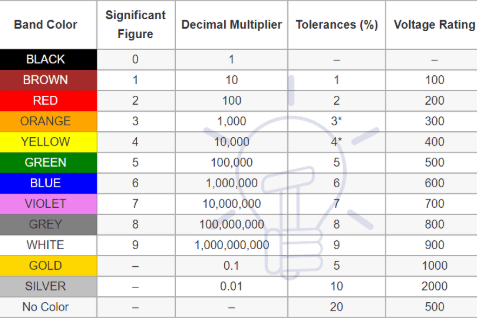 Band Color Significant Figure Decimal Multiplier Tolerances (%) Voltage Rating
BLACK 0 1 – –
BROWN 1 10 1 100
RED 2 100 2 200
ORANGE 3 1,000 3* 300
YELLOW 4 10,000 4* 400
GREEN 5 100,000 5 500
BLUE 6 1,000,000 6 600
VIOLET 7 10,000,000 7 700
GREY 8 100,000,000 8 800
WHITE 9 1,000,000,000 9 900
GOLD – 0.1 5 1000
SILVER – 0.01 10 2000
No Color – – 20 500